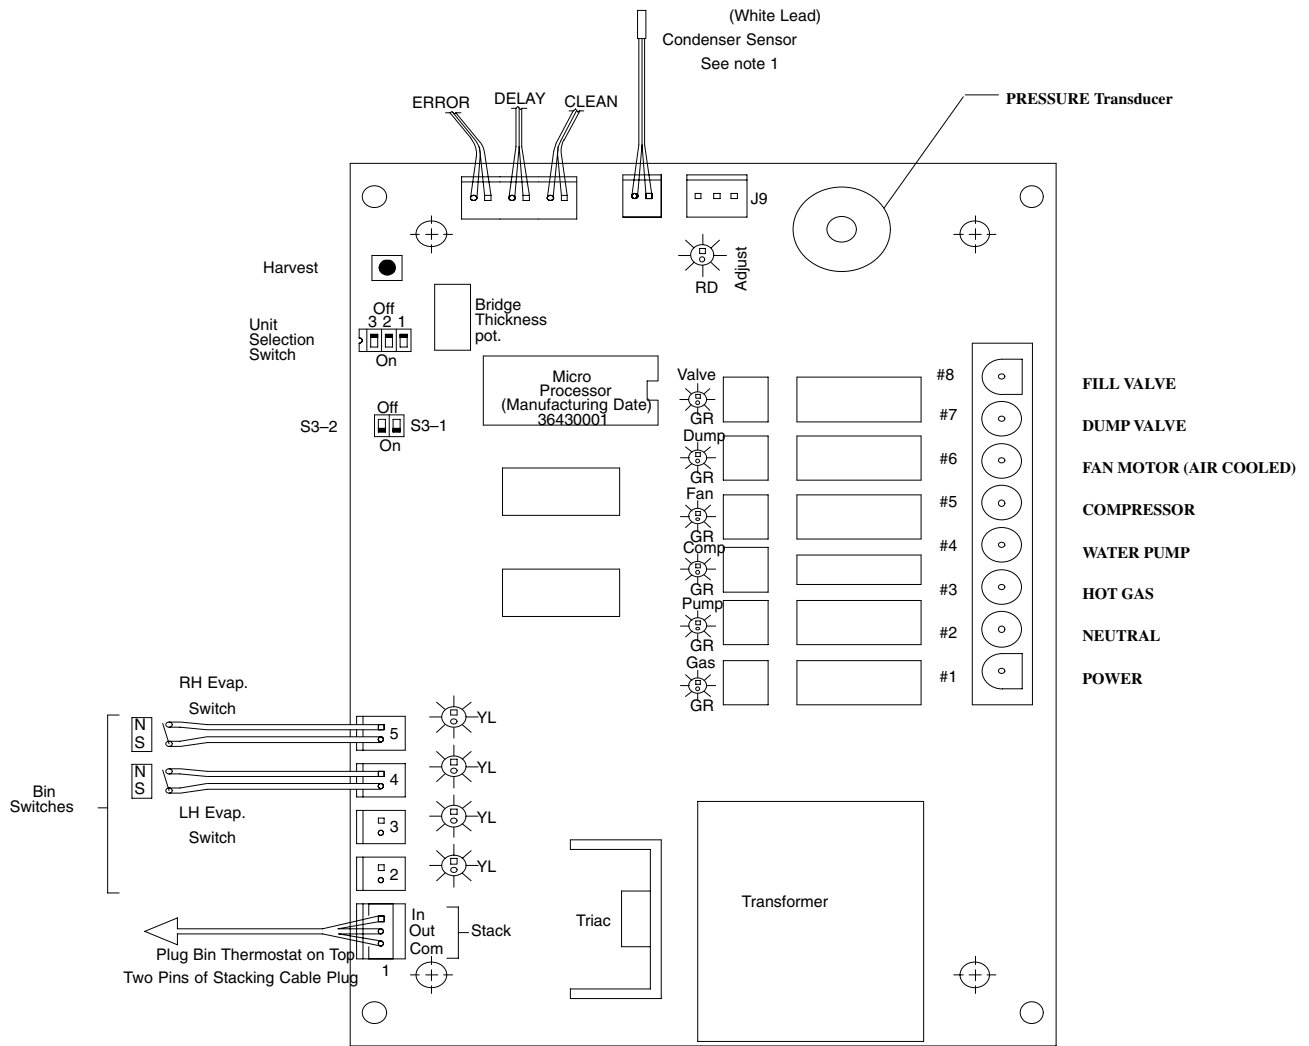 (White Lead)
Condenser Sensor
See note 1
ERROR
DELAY
CLEAN
PRESSURE Transducer
J9
Harvest
RD
Adjust
Unit
Selection
Switch
Off
3 2 1
On
Bridge
Thickness
pot.
Micro
Processor
(Manufacturing Date)
36430001
S3–2
Off
On
S3–1
Valve
GR
Dump
GR
Fan
GR
Comp
GR
Pump
GR
Gas
GR
#8
FILL VALVE
#7
DUMP VALVE
#6
FAN MOTOR (AIR COOLED)
#5
COMPRESSOR
#4
WATER PUMP
#3
HOT GAS
#2
NEUTRAL
#1
POWER
RH Evap.
Switch
N
S
5
YL
N
S
4
YL
Bin
Switches
LH Evap.
Switch
3
YL
2
YL
In
Out
Com
Stack
1
Plug Bin Thermostat on Top
Two Pins of Stacking Cable Plug
Triac
Transformer